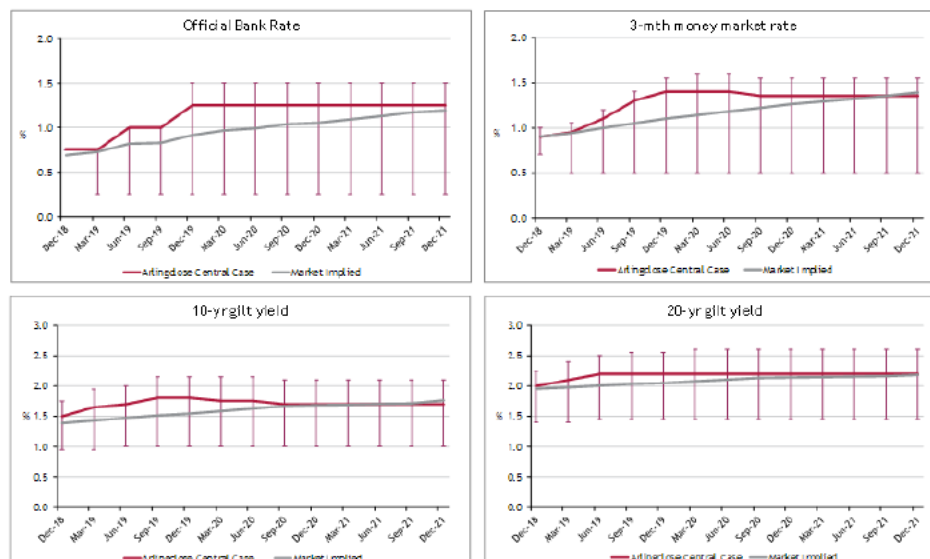 Official Bank Rate
2.0
1.5
1.0
0.5
0.0
%
Dec-18
Mar-19
Jun-19
Sep-19
Dec-19
Mar-20
Jun-20
Sep-20
Dec-20
Mar-21
Jun-21
Sep-21
Dec-21
Arlingclose Central Case
Market Implied
3-mth money market rate
2.0
1.5
1.0
0.5
0.0
%
Dec-18
Mar-19
Jun-19
Sep-19
Dec-19
Mar-20
Jun-20
Sep-20
Dec-20
Mar-21
Jun-21
Sep-21
Dec-21
Arlingclose Central Case
Market Implied
10-yr gilt yield
3.0
2.5
2.0
1.5
1.0
0.5
0.0
%
Dec-18
Mar-19
Jun-19
Sep-19
Dec-19
Mar-20
Jun-20
Sep-20
Dec-20
Mar-21
Jun-21
Sep-21
Dec-21
Arlingclose Central Case
Market Implied
20-yr gilt yield
3.0
2.5
2.0
1.5
1.0
0.5
0.0
%
Dec-18
Mar-19
Jun-19
Sep-19
Dec-19
Mar-20
Jun-20
Sep-20
Dec-20
Mar-21
Jun-21
Sep-21
Dec-21
Arlingclose Central Case
Market Implied